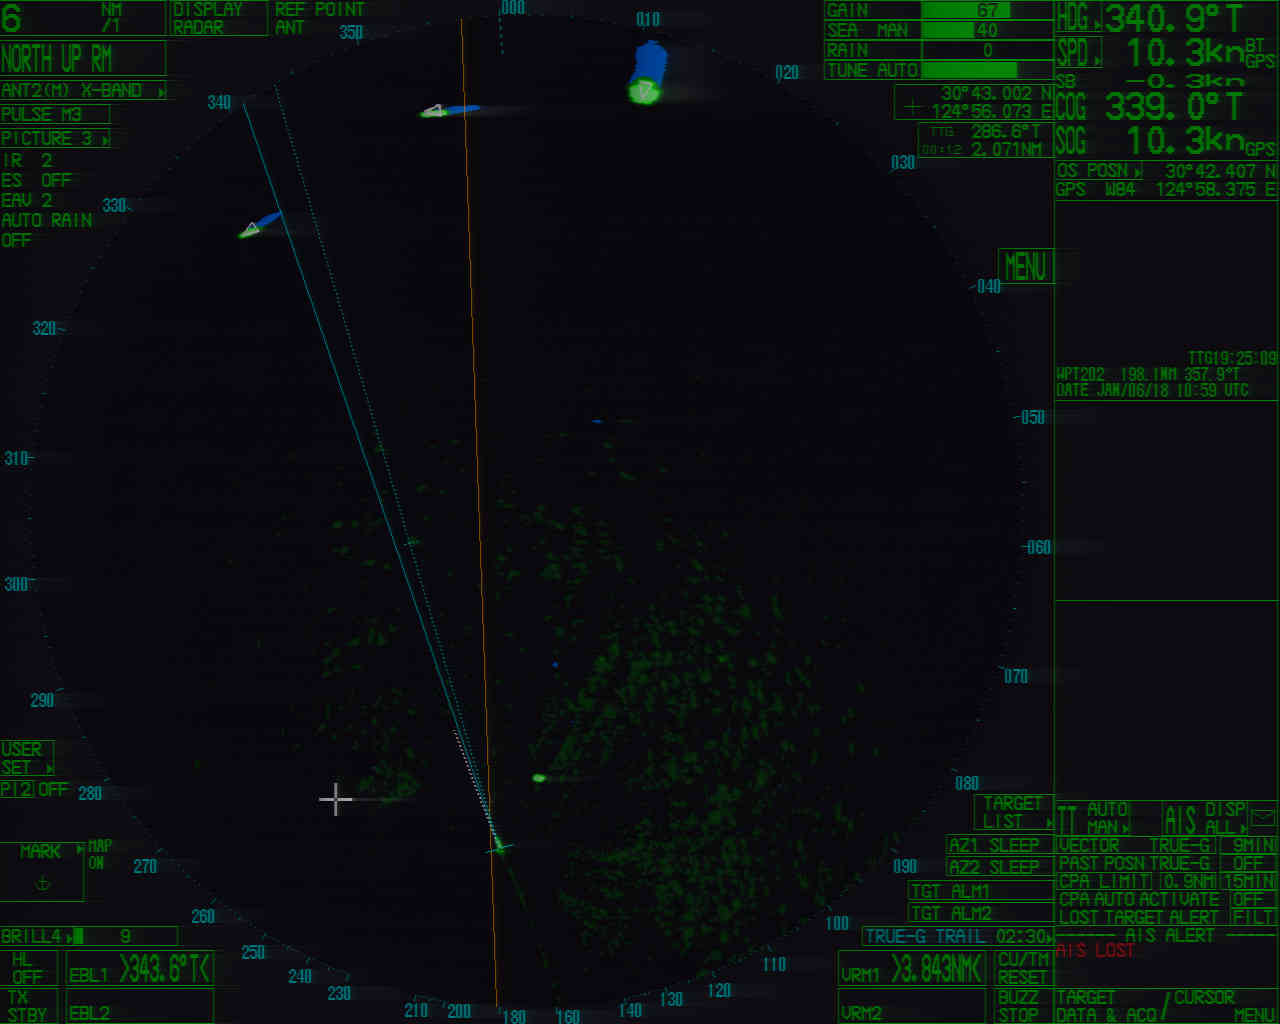 6 NM /1
DISPLAY
RADAR
REF POINT
ANT
NORTH UP RM
ANT2(M) X-BAND
PULSE M3
PICTURE 3
IR 2
ES OFF
EAV 2
AUTO RAIN
OFF
USER
SET
PI2 OFF
MARK
MAP
ON
BRILL4 9
HL
OFF
EBL1 >343.6°T<
TX
STBY
EBL2
000
010
020
030
040
050
060
070
080
090
100
110
120
130
140
160
180
200
210
230
240
250
260
270
280
290
300
310
320
330
340
350
GAIN 67
SEA MAN 40
RAIN 0
TUNE AUTO
30°43.002 N
124°56.073 E
TTG 286.6°T
00:12 2.071NM
MENU
HDG 340.9°T
SPD 10.3kn BT GPS
SB -0.3kn
COG 339.0°T
SOG 10.3kn GPS
OS POSN 30°42.407 N
GPS W84 124°58.375 E
TTG19:25:09
WPT202 198.1NM 357.9°T
DATE JAN/06/18 10:59 UTC
TARGET
LIST
AZ1 SLEEP
AZ2 SLEEP
TGT ALM1
TGT ALM2
TRUE-G TRAIL 02:30
VRM1 >3.843NM<
VRM2
CU/TM
RESET
BUZZ
STOP
TT AUTO MAN
AIS DISP ALL
VECTOR TRUE-G 9MIN
PAST POSN TRUE-G OFF
CPA LIMIT 0.9NM 15MIN
CPA AUTO ACTIVATE OFF
LOST TARGET ALERT FILT
------ AIS ALERT ------
AIS LOST
TARGET
DATA & ACQ / CURSOR
MENU